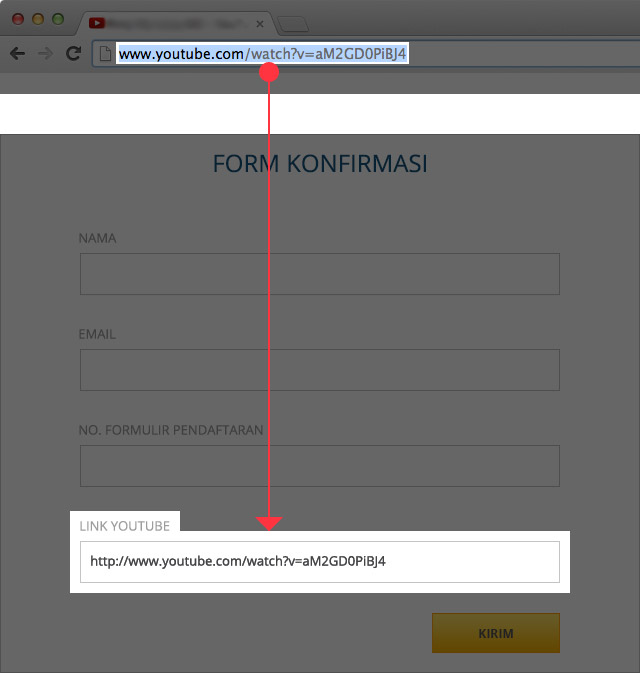 www.youtube.com/watch?v=aM2GD0PiBJ4
FORM KONFIRMASI
NAMA
EMAIL
NO. FORMULIR PENDAFTARAN
LINK YOUTUBE
http://www.youtube.com/watch?v=aM2GD0PiBJ4
KIRIM